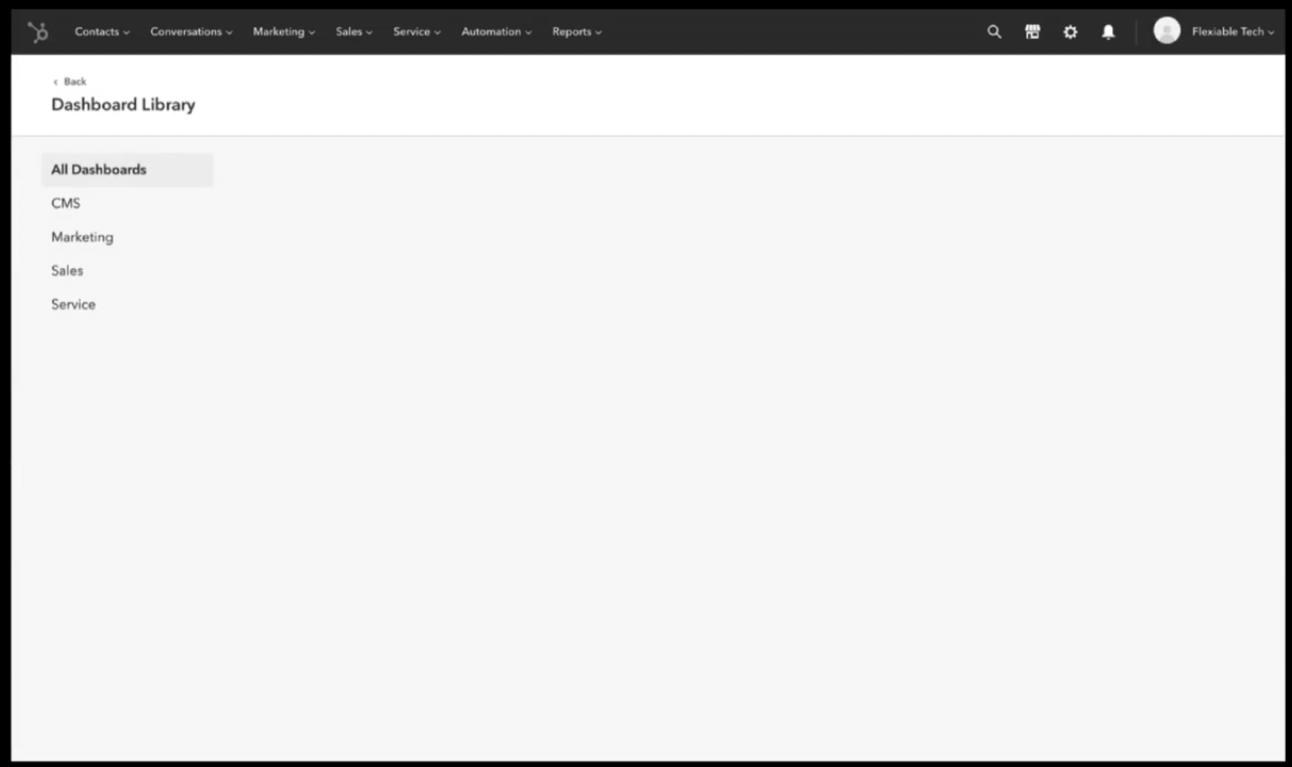 Contacts Conversations Marketing Sales Service Automation Reports Flexiable Tech
Back
Dashboard Library
All Dashboards
CMS
Marketing
Sales
Service